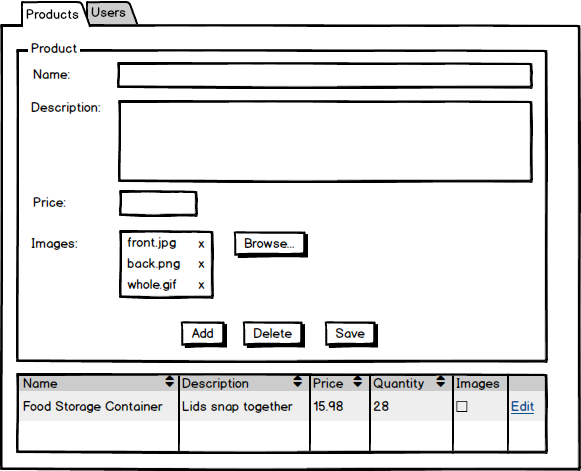 Products Users
Product
Name:
Description:
Price:
Images: front.jpg x Browse...
back.png x
whole.gif x
Add Delete Save
Name Description Price Quantity Images
Food Storage Container Lids snap together 15.98 28 Edit